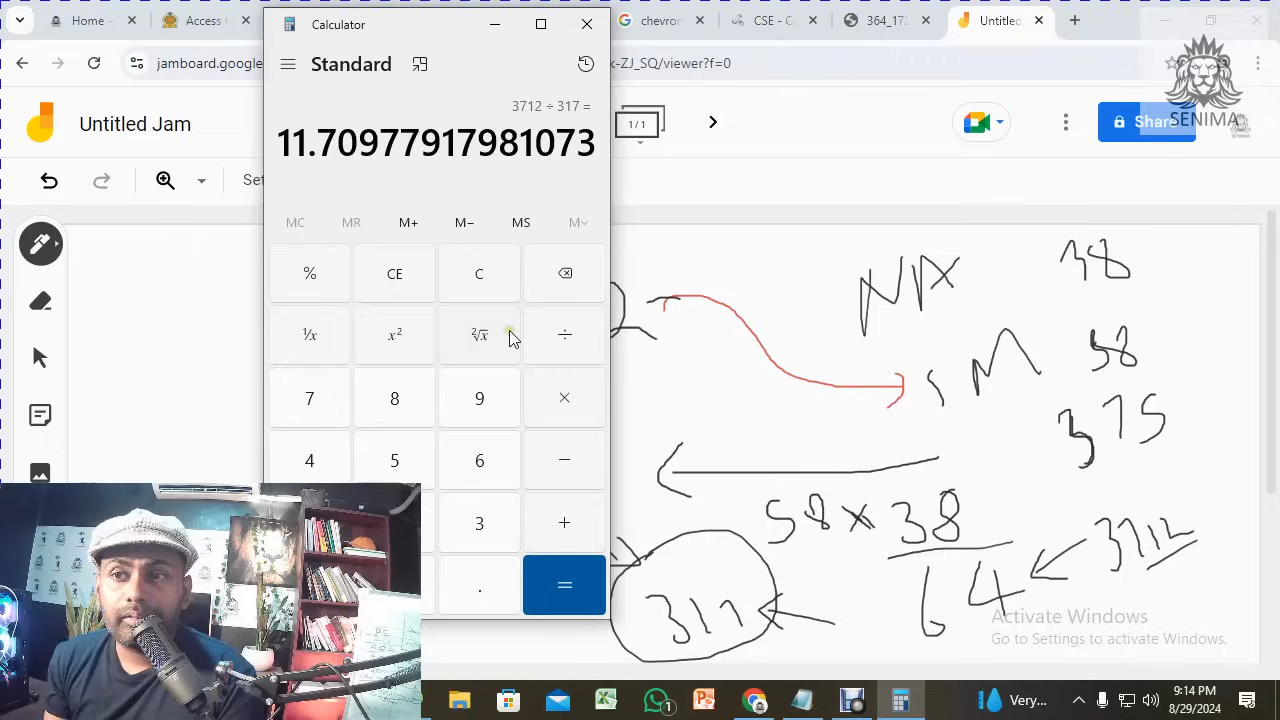 Home -
Access
Calculator
chevron
CSE - C
364_173
Untitled
jamboard.google
k-ZJ_SQ/viewer?f=0
Standard
SENIMA
3712 ÷ 317 =
11.70977917981073
Untitled Jam
1 / 1
Share
Set
MC MR M+ M− MS M
% CE C
⅟x x² ²√x ÷
7 8 9 ×
4 5 6 −
3 +
. =
38
58
375
58 x 38
64
3712
317
Activate Windows
Go to Settings to activate Windows.
Very...
9:14 PM
8/29/2024